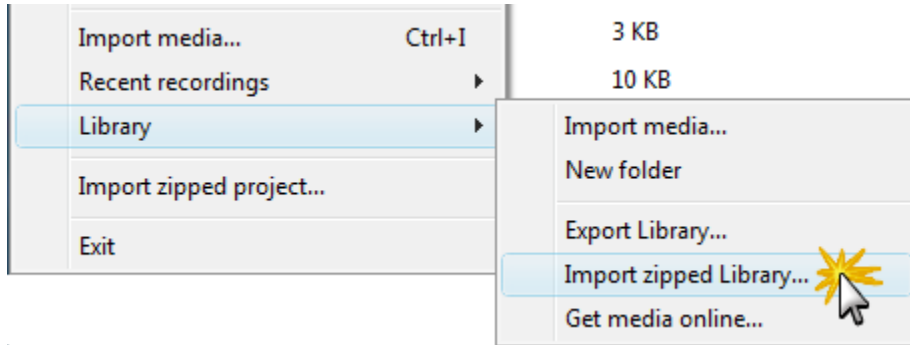 Import media... Ctrl+I
Recent recordings
Library
Import zipped project...
Exit
3 KB
10 KB
Import media...
New folder
Export Library...
Import zipped Library...
Get media online...